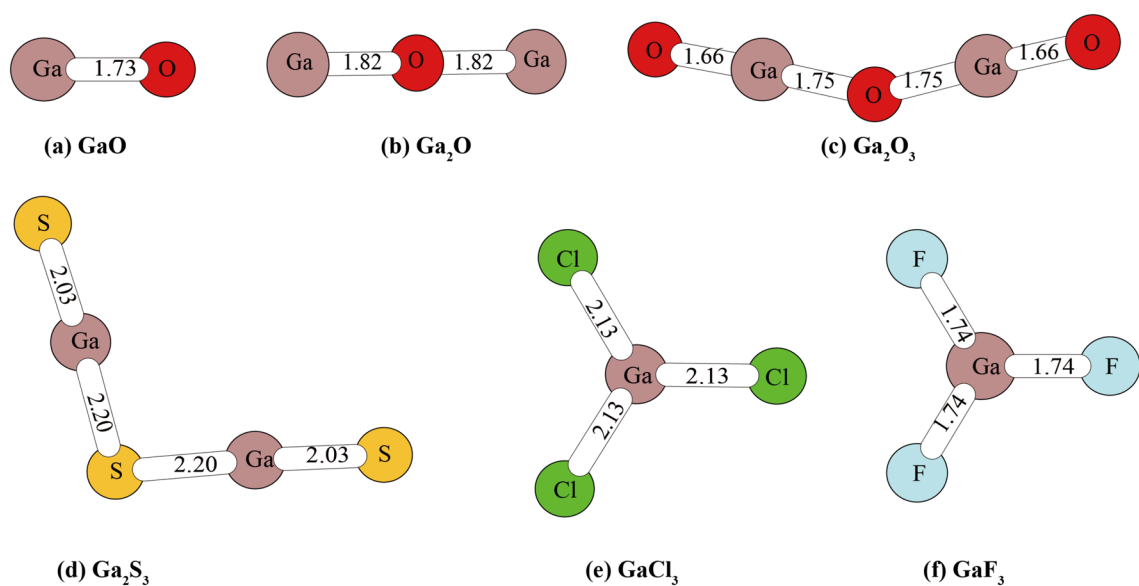 Ga 1.73 O
(a) GaO
Ga 1.82 O 1.82 Ga
(b) Ga₂O
O 1.66 Ga 1.75 O 1.75 Ga 1.66 O
(c) Ga₂O₃
S
2.03
Ga
2.20
S 2.20 Ga 2.03 S
(d) Ga₂S₃
Cl
2.13
Ga 2.13 Cl
2.13
Cl
(e) GaCl₃
F
1.74
Ga 1.74 F
1.74
F
(f) GaF₃